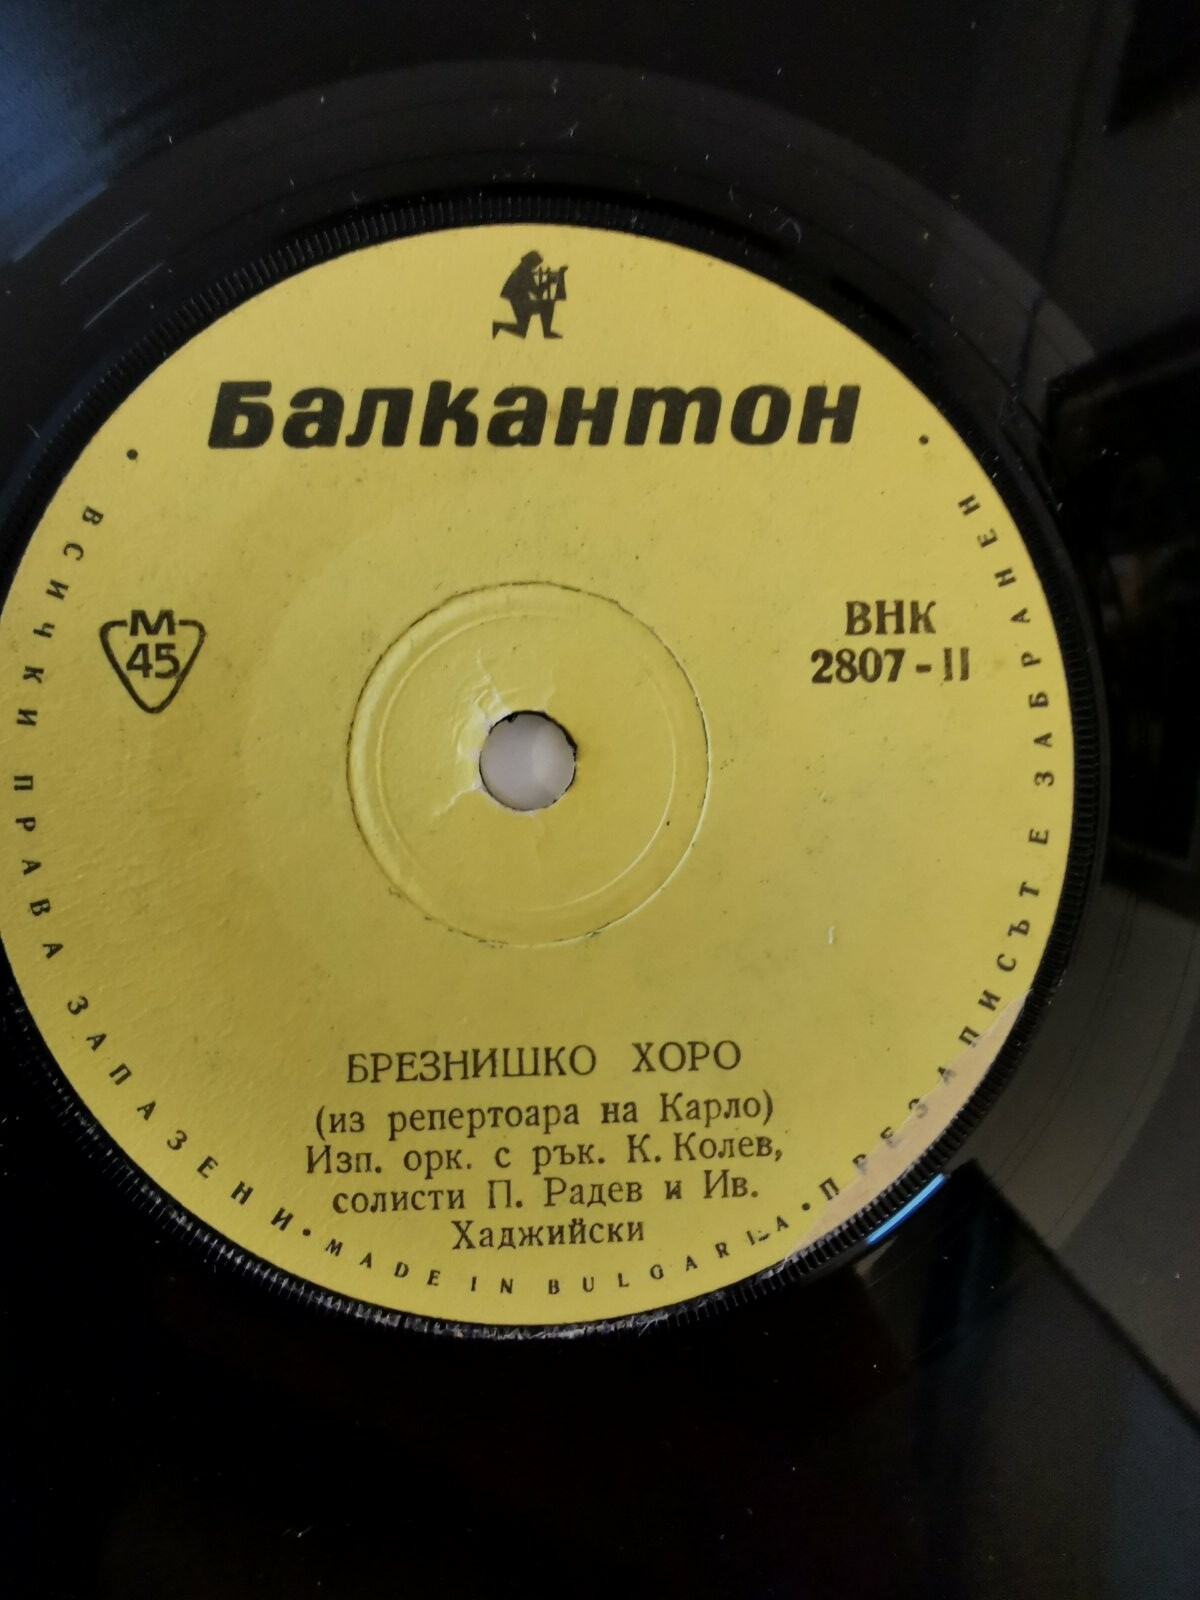 Балкантон
М
45
ВНК
2807-II
БРЕЗНИШКО ХОРО
(из репертоара на Карло)
Изп. орк. с рък. К. Колев,
солисти П. Радев и Ив.
Хаджийски
ВСИЧКИ ПРАВА ЗАПАЗЕНИ • MADE IN BULGARIA • ПРЕЗАПИСЪТ Е ЗАБРАНЕН